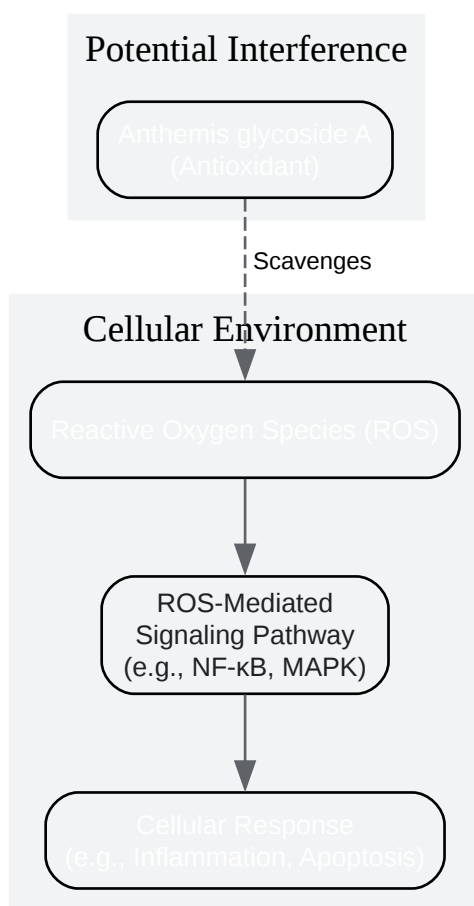 Potential Interference
Anthemis glycoside A
(Antioxidant)
Scavenges
Cellular Environment
Reactive Oxygen Species (ROS)
ROS-Mediated
Signaling Pathway
(e.g., NF-κB, MAPK)
Cellular Response
(e.g., Inflammation, Apoptosis)